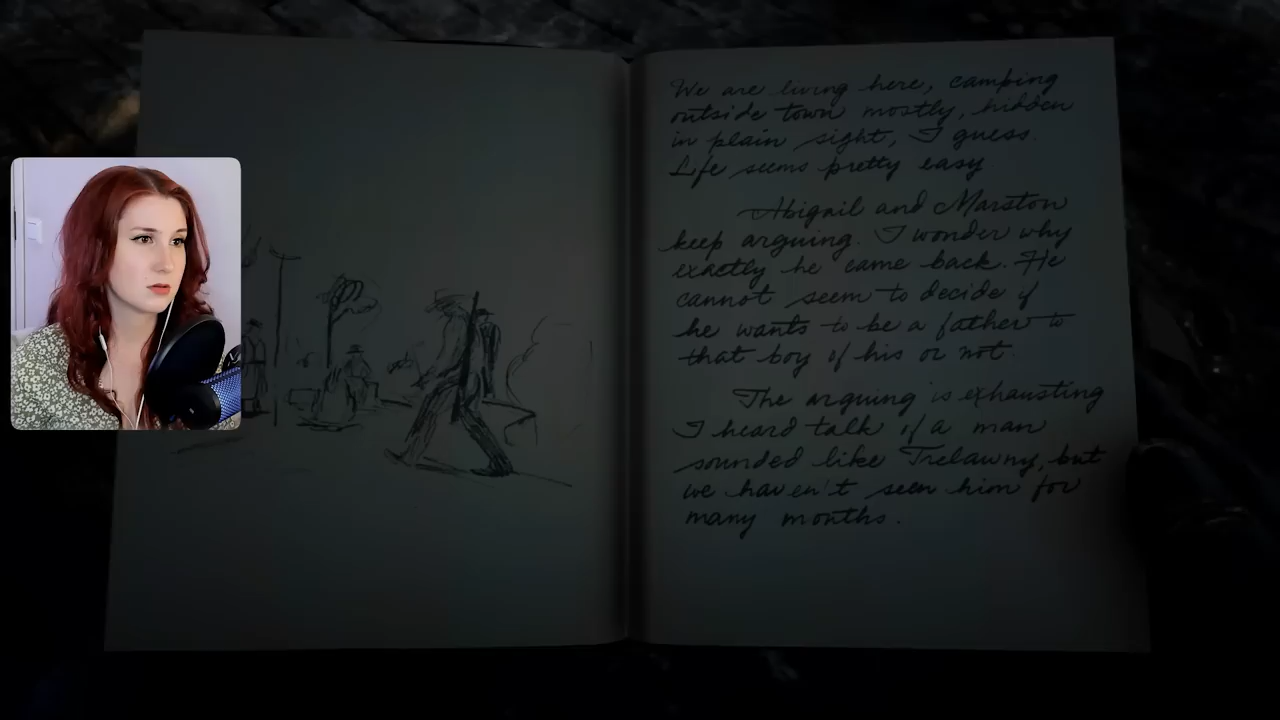 We are living here, camping
outside town mostly, hidden
in plain sight, I guess.
Life seems pretty easy
Abigail and Marston
keep arguing. I wonder why
exactly he came back. He
cannot seem to decide if
he wants to be a father to
that boy of his or not.
The arguing is exhausting
I heard talk of a man
sounded like Trelawny, but
we haven't seen him for
many months.